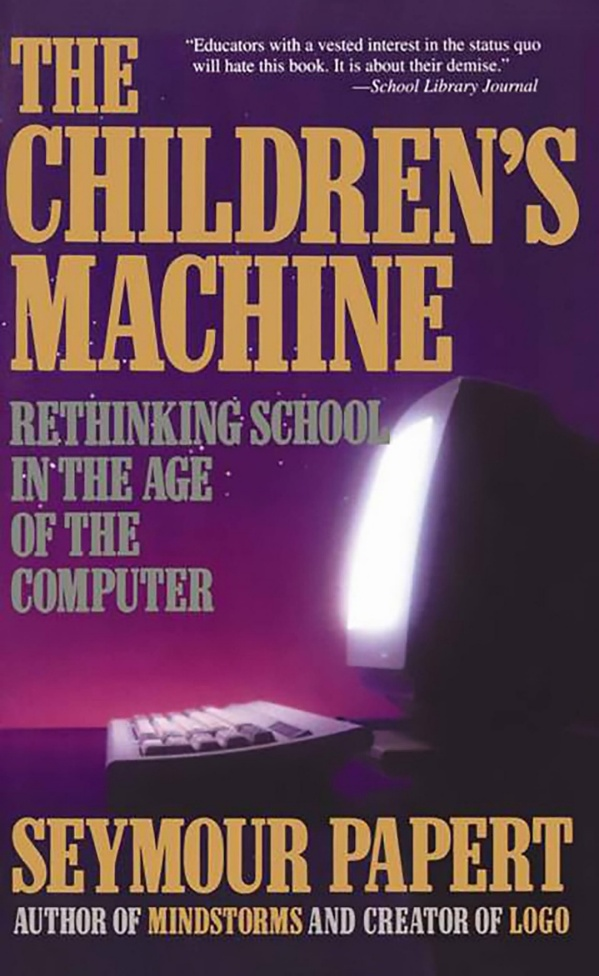 THE
“Educators with a vested interest in the status quo
will hate this book. It is about their demise.”
—School Library Journal
CHILDREN’S
MACHINE
RETHINKING SCHOOL
IN THE AGE
OF THE
COMPUTER
SEYMOUR PAPERT
AUTHOR OF MINDSTORMS AND CREATOR OF LOGO